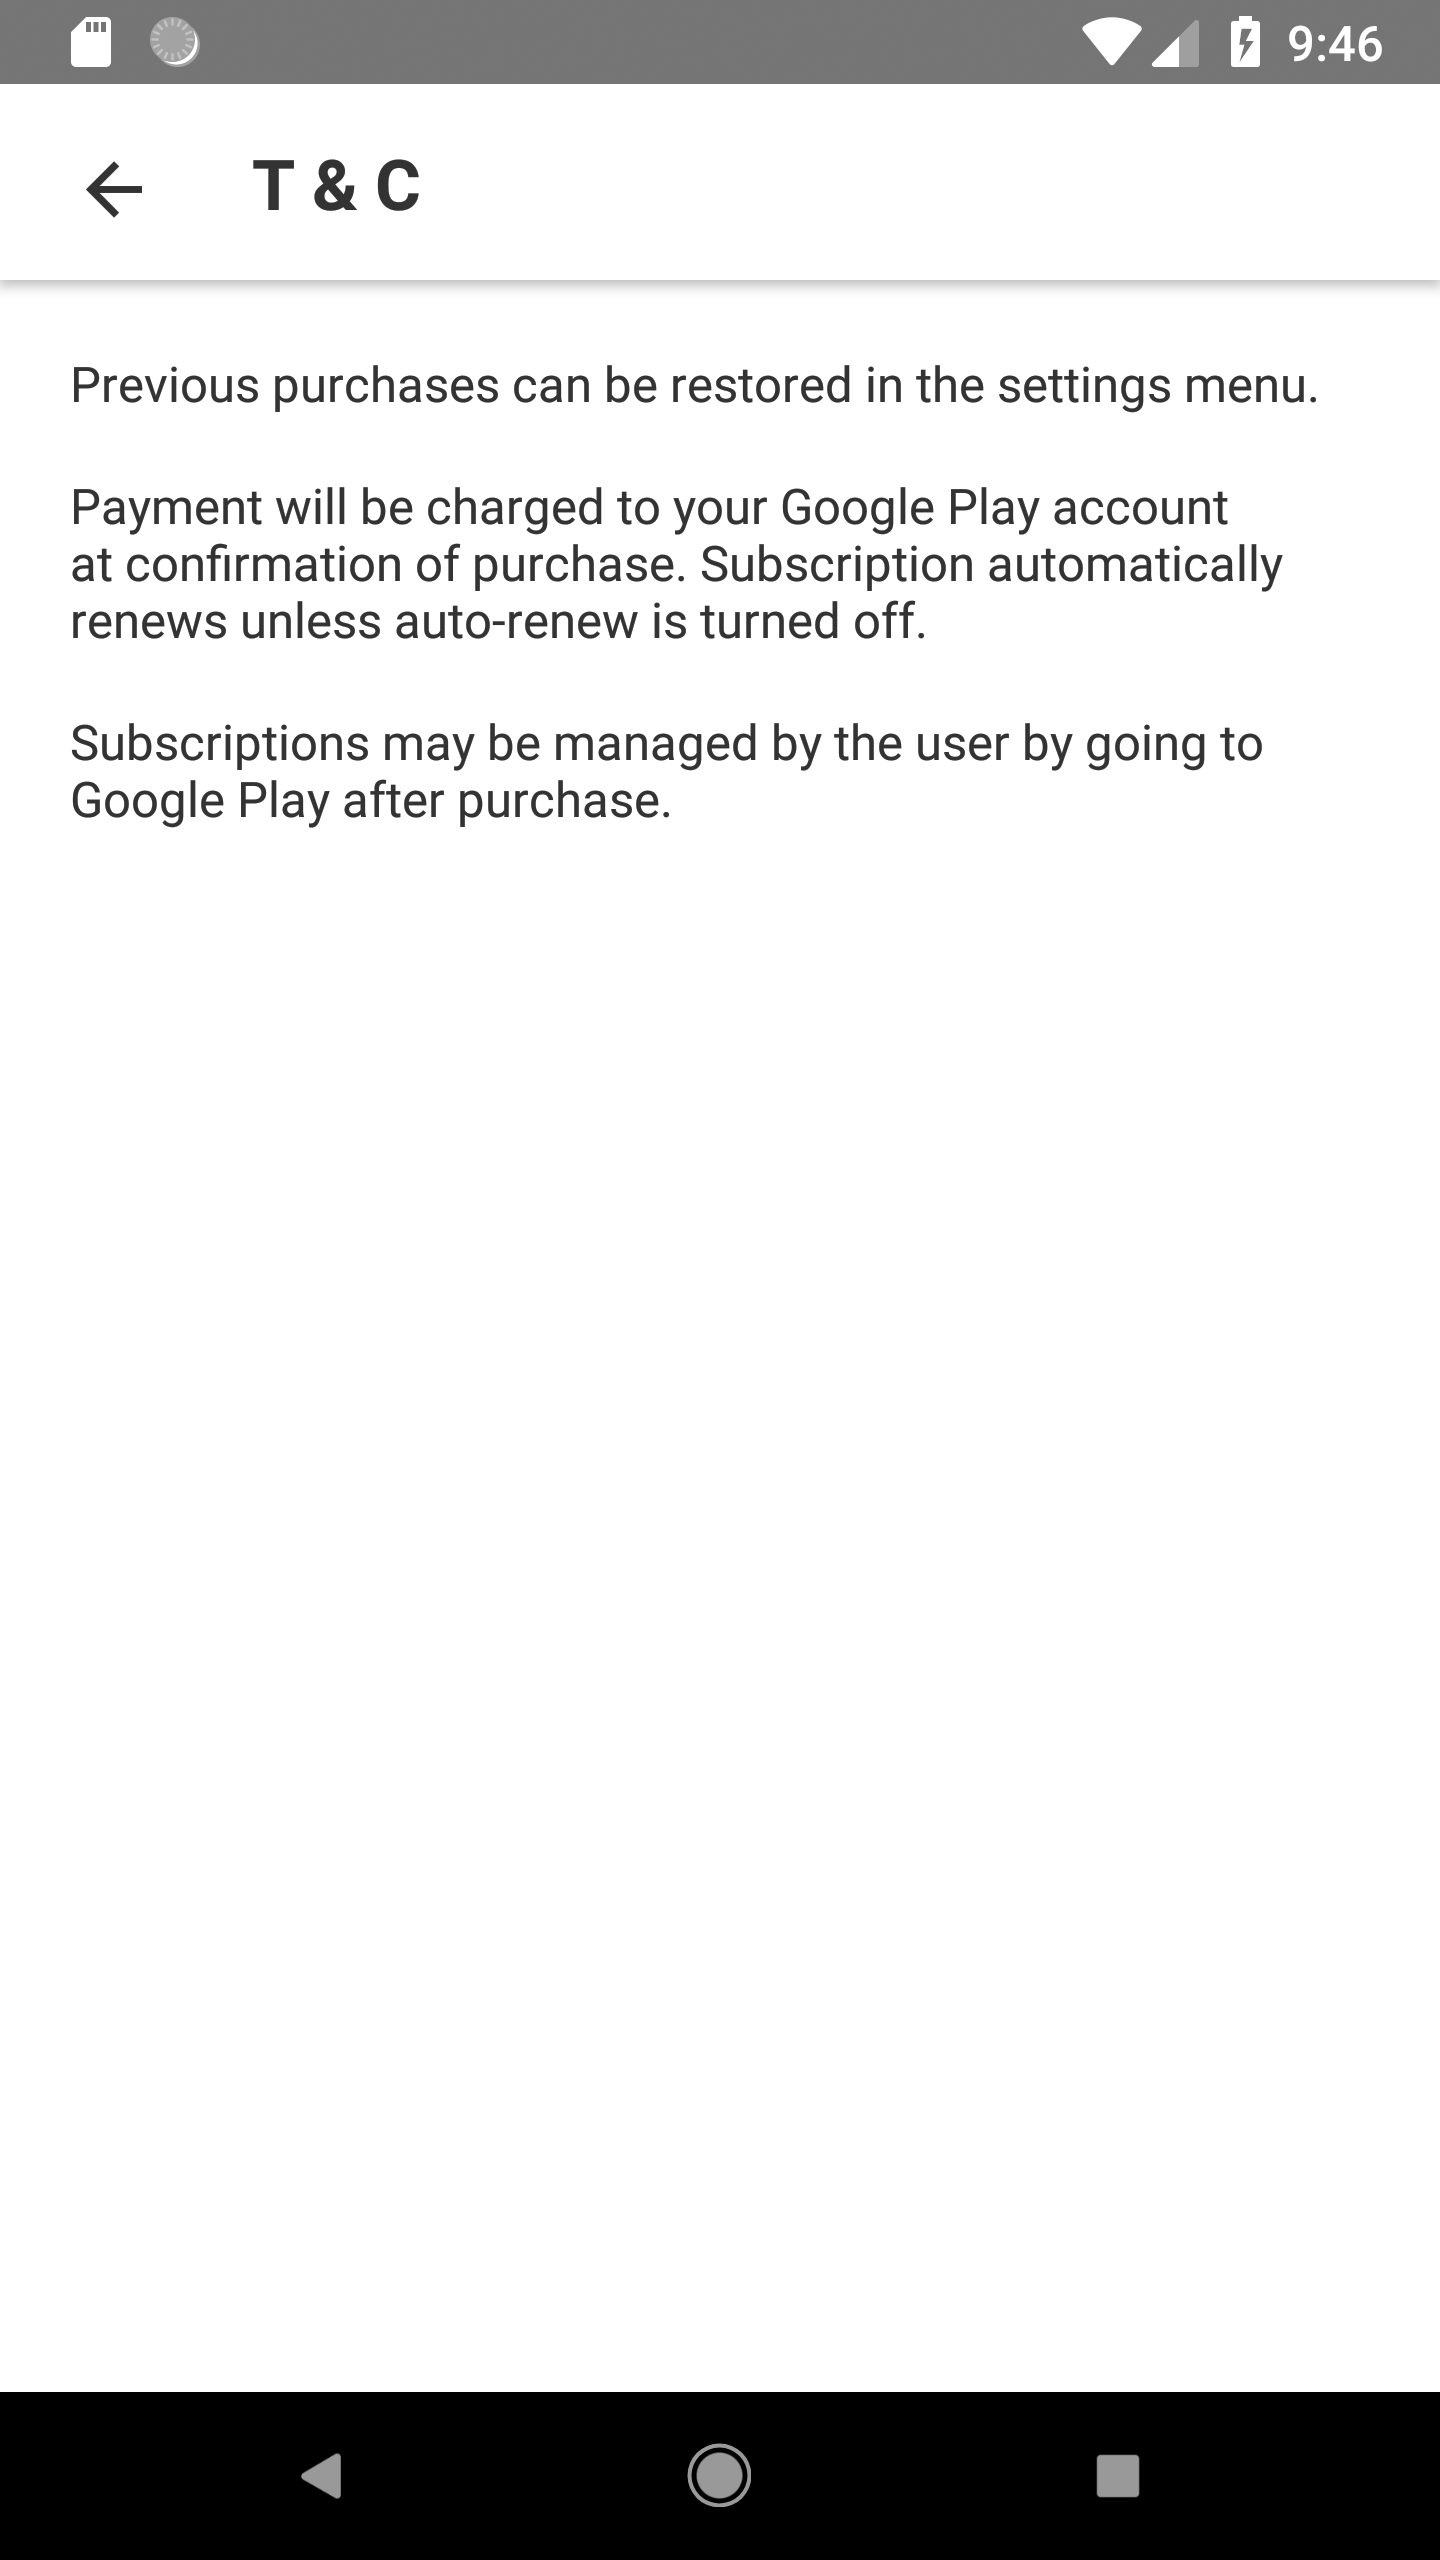 9:46
T & C
Previous purchases can be restored in the settings menu.
Payment will be charged to your Google Play account
at confirmation of purchase. Subscription automatically
renews unless auto-renew is turned off.
Subscriptions may be managed by the user by going to
Google Play after purchase.